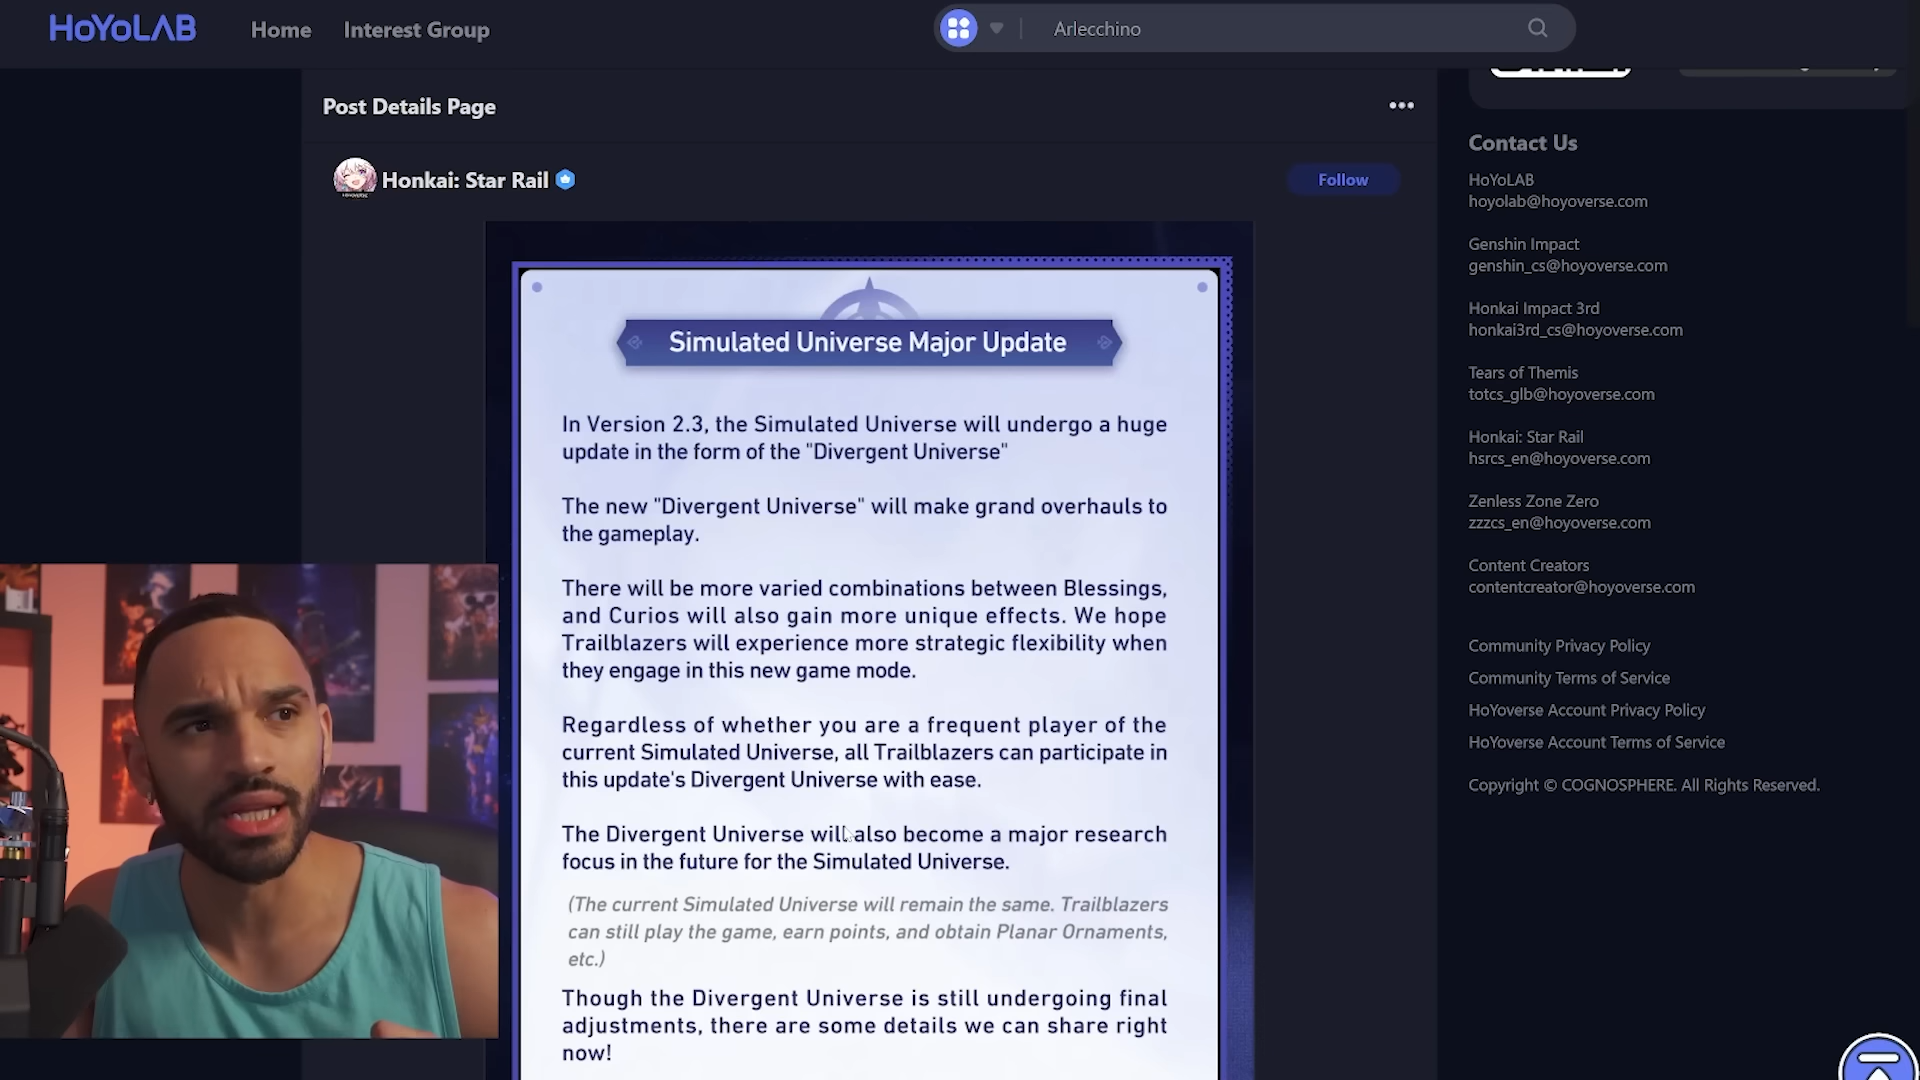 HoYoLAB
Home
Interest Group
Arlecchino
Post Details Page
Honkai: Star Rail
Follow
Simulated Universe Major Update
In Version 2.3, the Simulated Universe will undergo a huge
update in the form of the "Divergent Universe"
The new "Divergent Universe" will make grand overhauls to
the gameplay.
There will be more varied combinations between Blessings,
and Curios will also gain more unique effects. We hope
Trailblazers will experience more strategic flexibility when
they engage in this new game mode.
Regardless of whether you are a frequent player of the
current Simulated Universe, all Trailblazers can participate in
this update's Divergent Universe with ease.
The Divergent Universe will also become a major research
focus in the future for the Simulated Universe.
(The current Simulated Universe will remain the same. Trailblazers
can still play the game, earn points, and obtain Planar Ornaments,
etc.)
Though the Divergent Universe is still undergoing final
adjustments, there are some details we can share right
now!
Contact Us
HoYoLAB
hoyolab@hoyoverse.com
Genshin Impact
genshin_cs@hoyoverse.com
Honkai Impact 3rd
honkai3rd_cs@hoyoverse.com
Tears of Themis
totcs_glb@hoyoverse.com
Honkai: Star Rail
hsrcs_en@hoyoverse.com
Zenless Zone Zero
zzzcs_en@hoyoverse.com
Content Creators
contentcreator@hoyoverse.com
Community Privacy Policy
Community Terms of Service
HoYoverse Account Privacy Policy
HoYoverse Account Terms of Service
Copyright © COGNOSPHERE. All Rights Reserved.